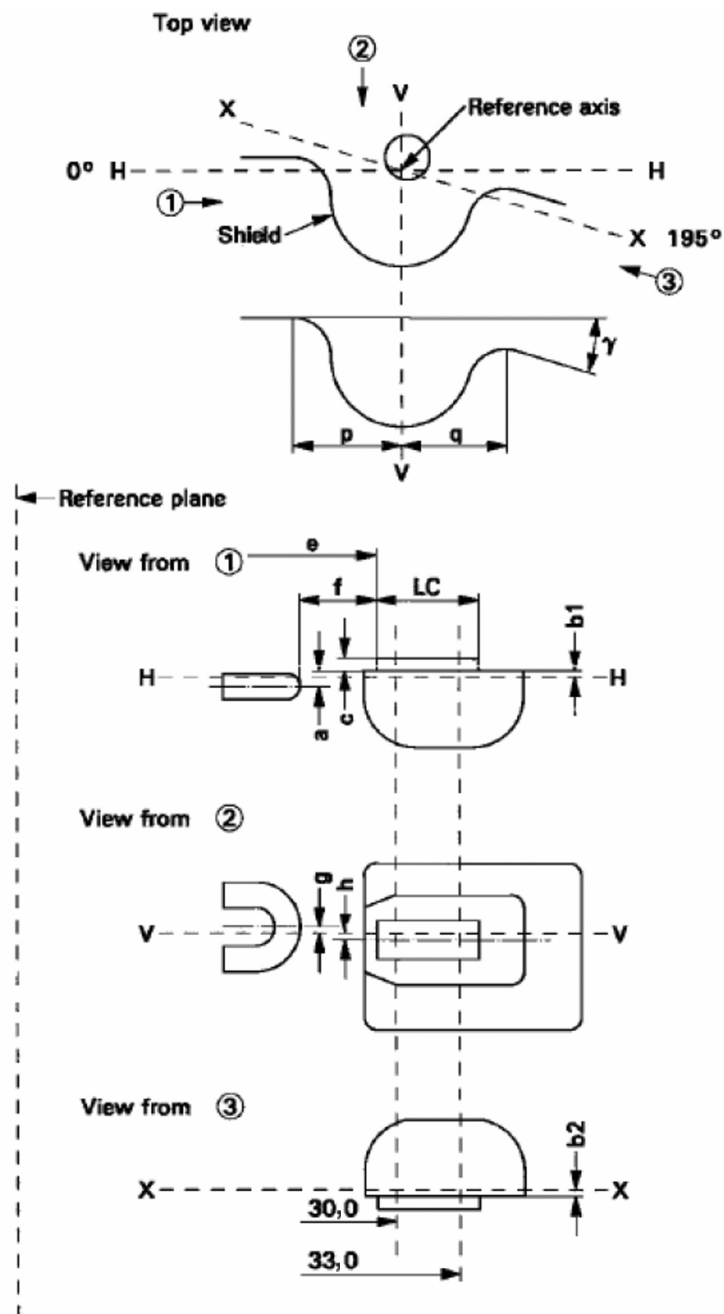 Top view
②
V
X
Reference axis
0° H
H
①
Shield
X 195°
③
γ
p
q
V
Reference plane
e
View from ①
f
LC
b1
H
H
a
c
View from ②
g
h
V
V
View from ③
b2
X
X
30,0
33,0